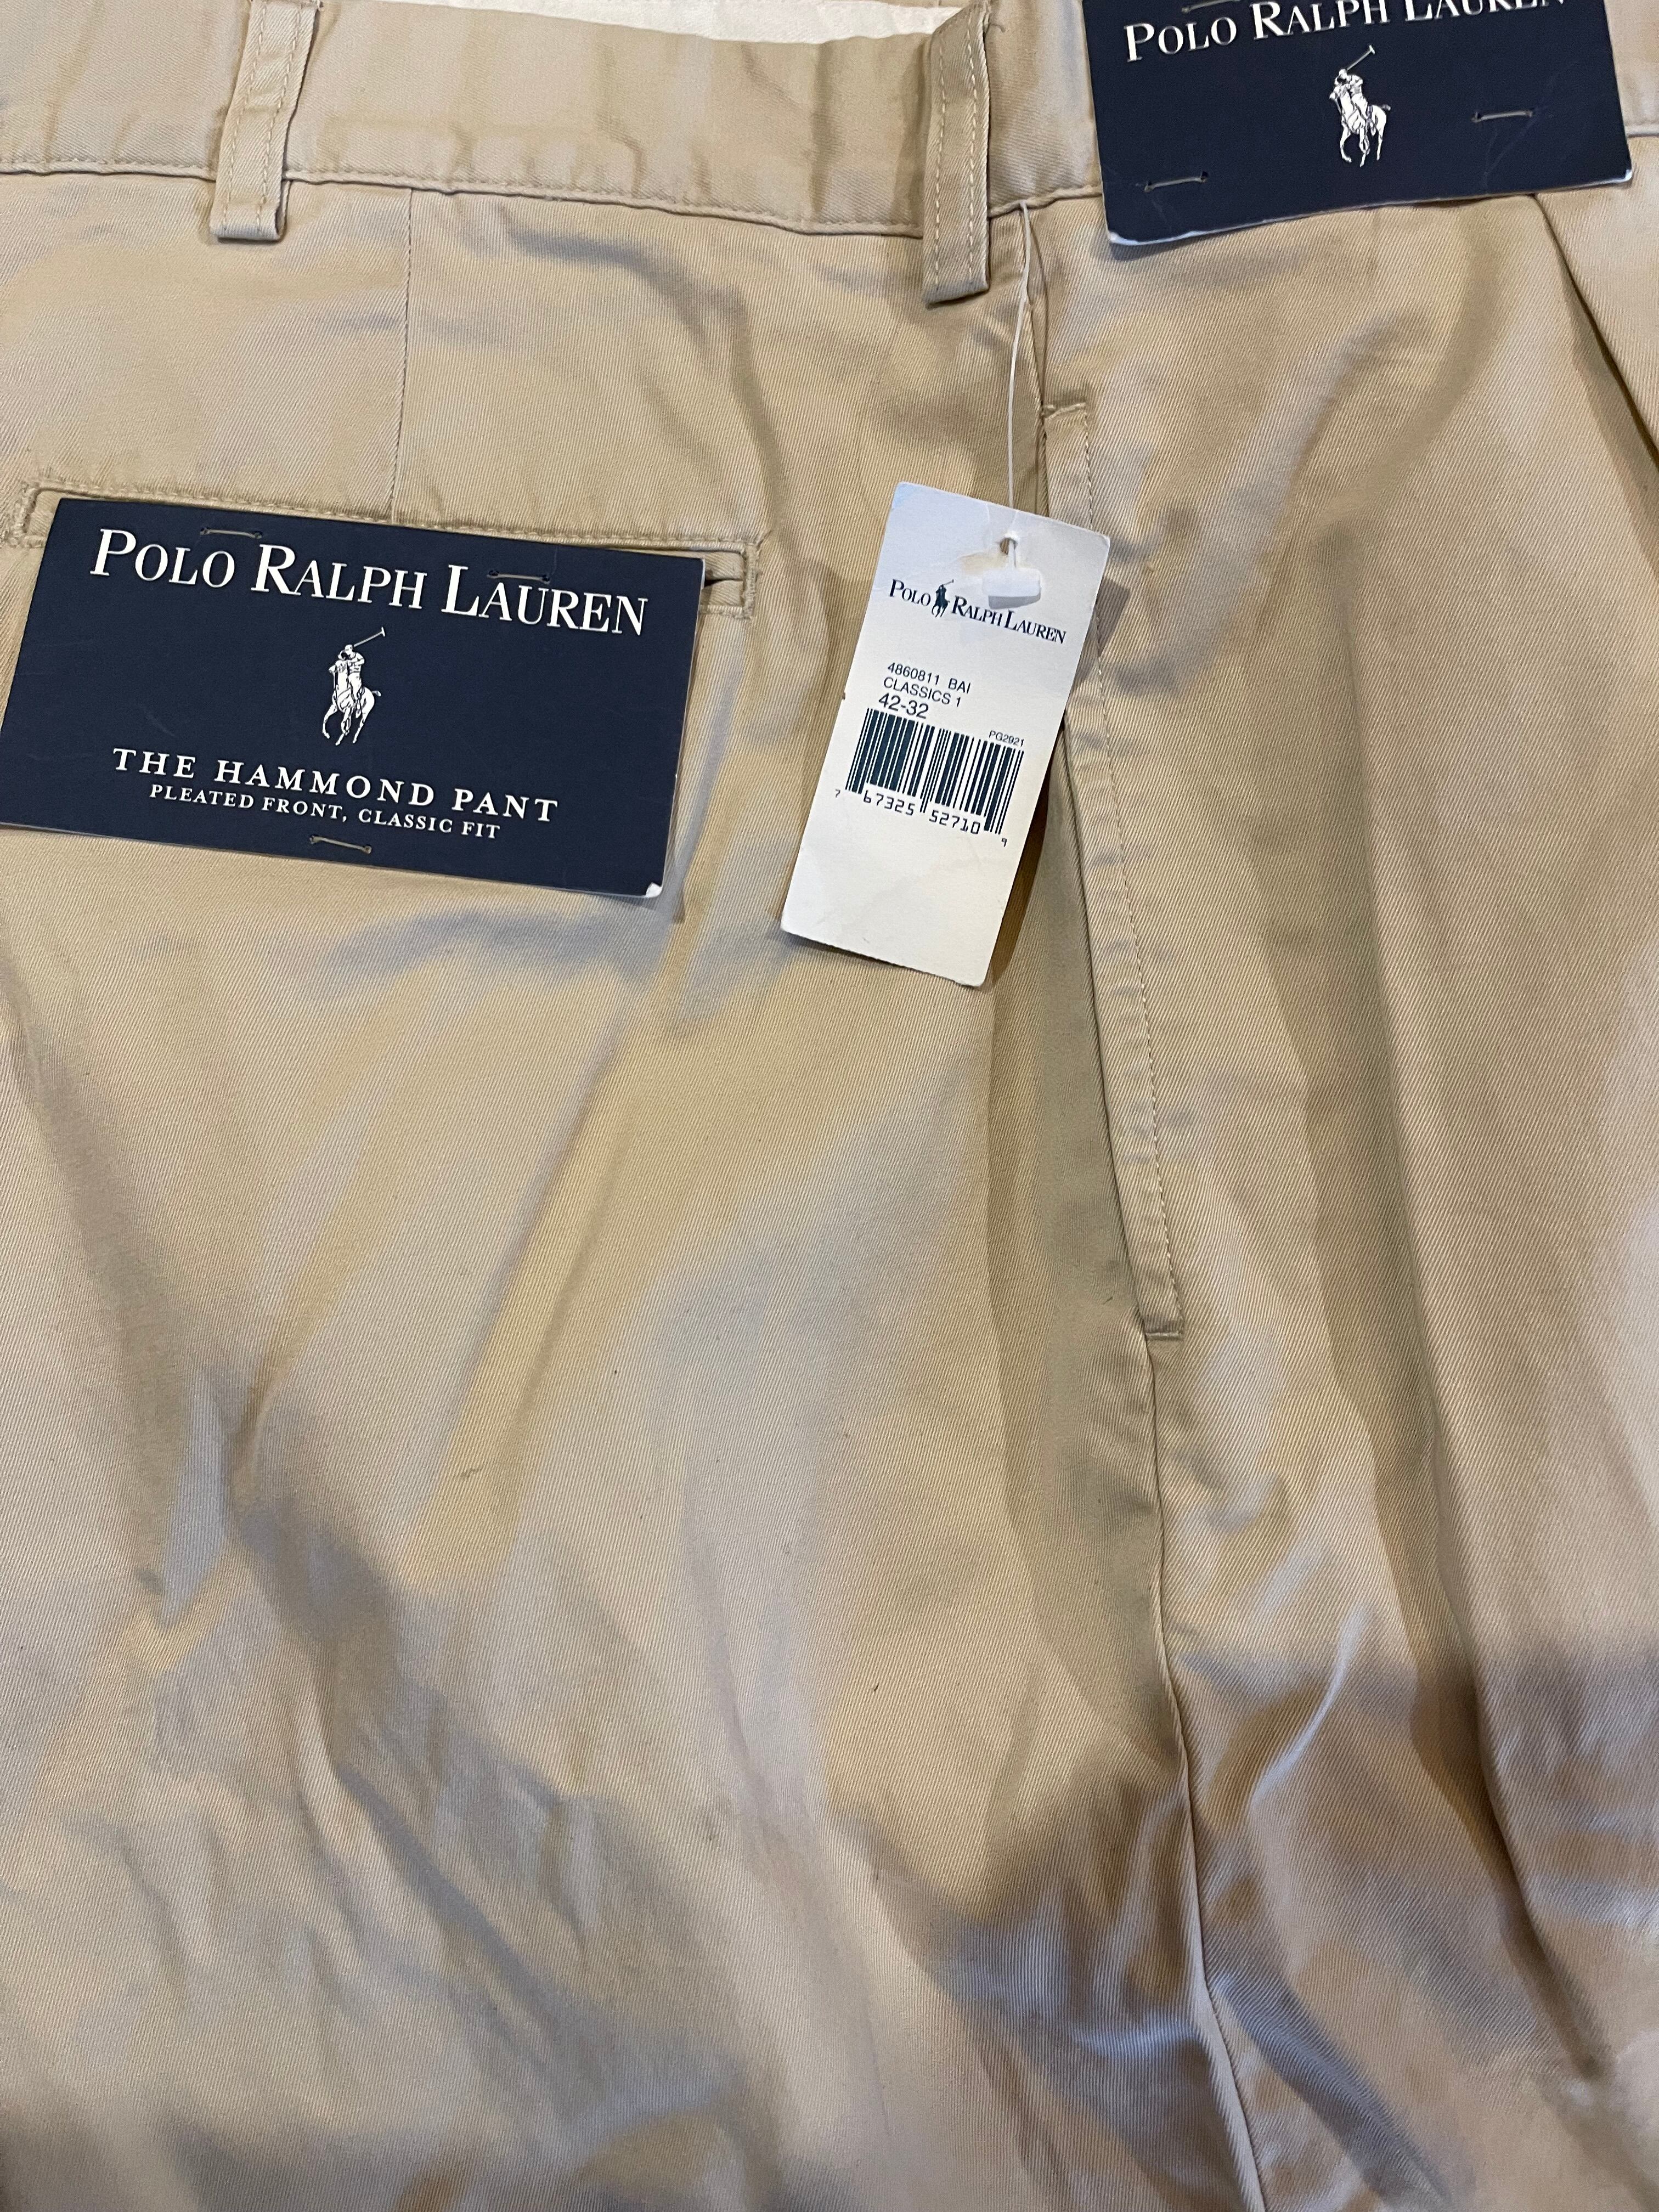 POLO RALPH LAUREN
POLO RALPH LAUREN
THE HAMMOND PANT
PLEATED FRONT, CLASSIC FIT
POLO RALPH LAUREN
4860811 BAI
CLASSICS 1
42-32
PG2921
7 67325 52710 9